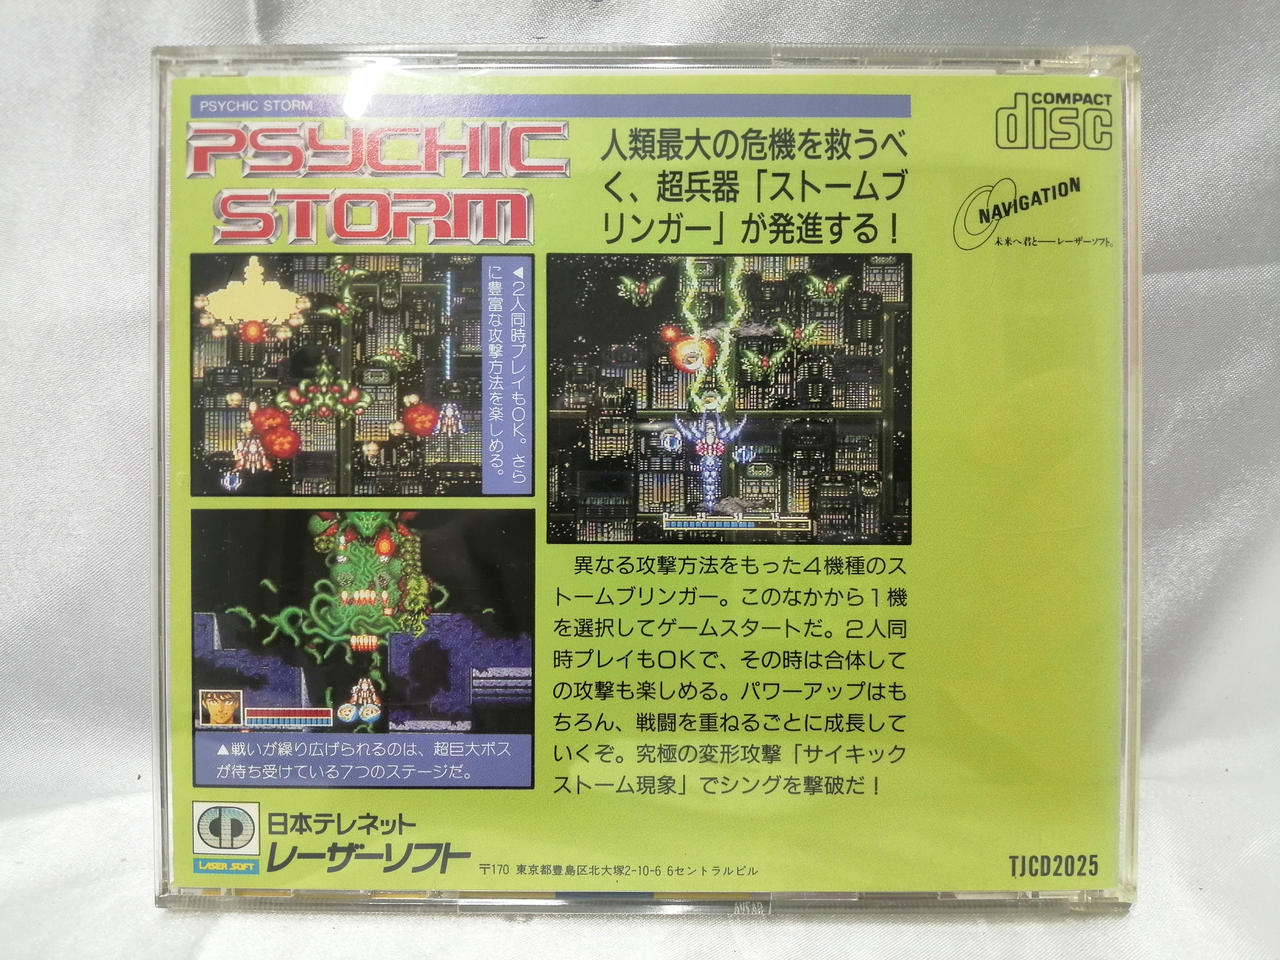 PSYCHIC STORM
PSYCHIC
STORM
人類最大の危機を救うべ
く、超兵器「ストームブ
リンガー」が発進する！
COMPACT
disc
NAVIGATION
未来へ君と──レーザーソフト。
◀2人同時プレイもOK。さら
に豊富な攻撃方法を楽しめる。
▲戦いが繰り広げられるのは、超巨大ボス
が待ち受けている7つのステージだ。
異なる攻撃方法をもった4機種のス
トームブリンガー。このなかから1機
を選択してゲームスタートだ。2人同
時プレイもOKで、その時は合体して
の攻撃も楽しめる。パワーアップはも
ちろん、戦闘を重ねるごとに成長して
いくぞ。究極の変形攻撃「サイキック
ストーム現象」でシングを撃破だ！
LASER SOFT
日本テレネット
レーザーソフト
〒170 東京都豊島区北大塚2-10-6 6セントラルビル
TJCD2025